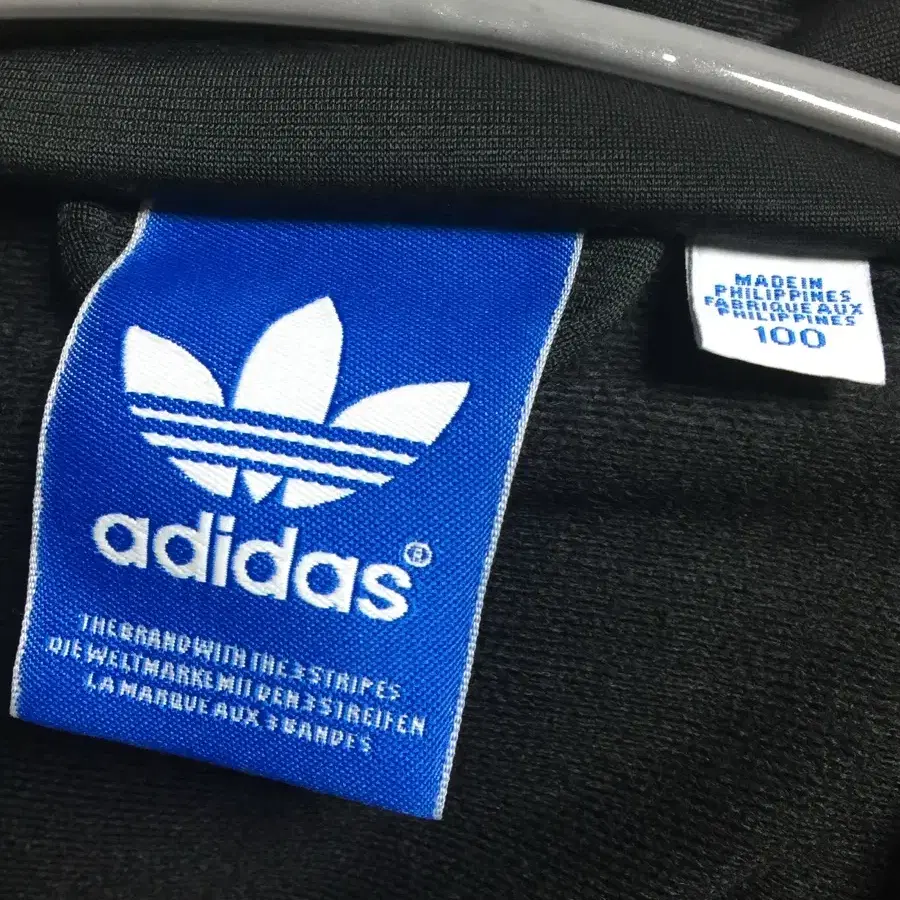 adidas®
THE BRAND WITH THE 3 STRIPES
DIE WELTMARKE MIT DEN 3 STREIFEN
LA MARQUE AUX 3 BANDES
MADE IN
PHILIPPINES
FABRIQUE AUX
PHILIPPINES
100